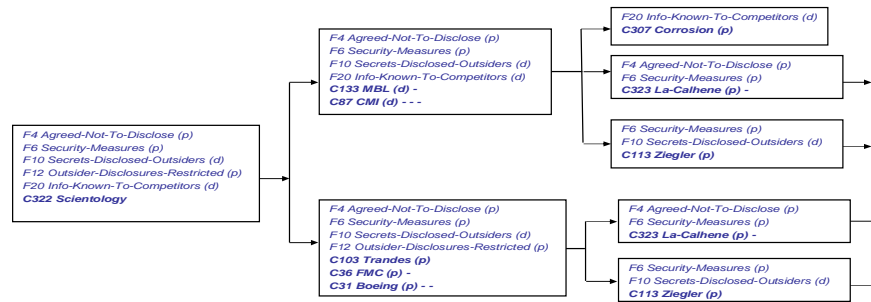 F4 Agreed-Not-To-Disclose (p)
F6 Security-Measures (p)
F10 Secrets-Disclosed-Outsiders (d)
F12 Outsider-Disclosures-Restricted (p)
F20 Info-Known-To-Competitors (d)
C322 Scientology
F4 Agreed-Not-To-Disclose (p)
F6 Security-Measures (p)
F10 Secrets-Disclosed-Outsiders (d)
F20 Info-Known-To-Competitors (d)
C133 MBL (d) -
C87 CMI (d) - - -
F4 Agreed-Not-To-Disclose (p)
F6 Security-Measures (p)
F10 Secrets-Disclosed-Outsiders (d)
F12 Outsider-Disclosures-Restricted (p)
C103 Trandes (p)
C36 FMC (p) -
C31 Boeing (p) - -
F20 Info-Known-To-Competitors (d)
C307 Corrosion (p)
F4 Agreed-Not-To-Disclose (p)
F6 Security-Measures (p)
C323 La-Calhene (p) -
F6 Security-Measures (p)
F10 Secrets-Disclosed-Outsiders (d)
C113 Ziegler (p)
F4 Agreed-Not-To-Disclose (p)
F6 Security-Measures (p)
C323 La-Calhene (p) -
F6 Security-Measures (p)
F10 Secrets-Disclosed-Outsiders (d)
C113 Ziegler (p)